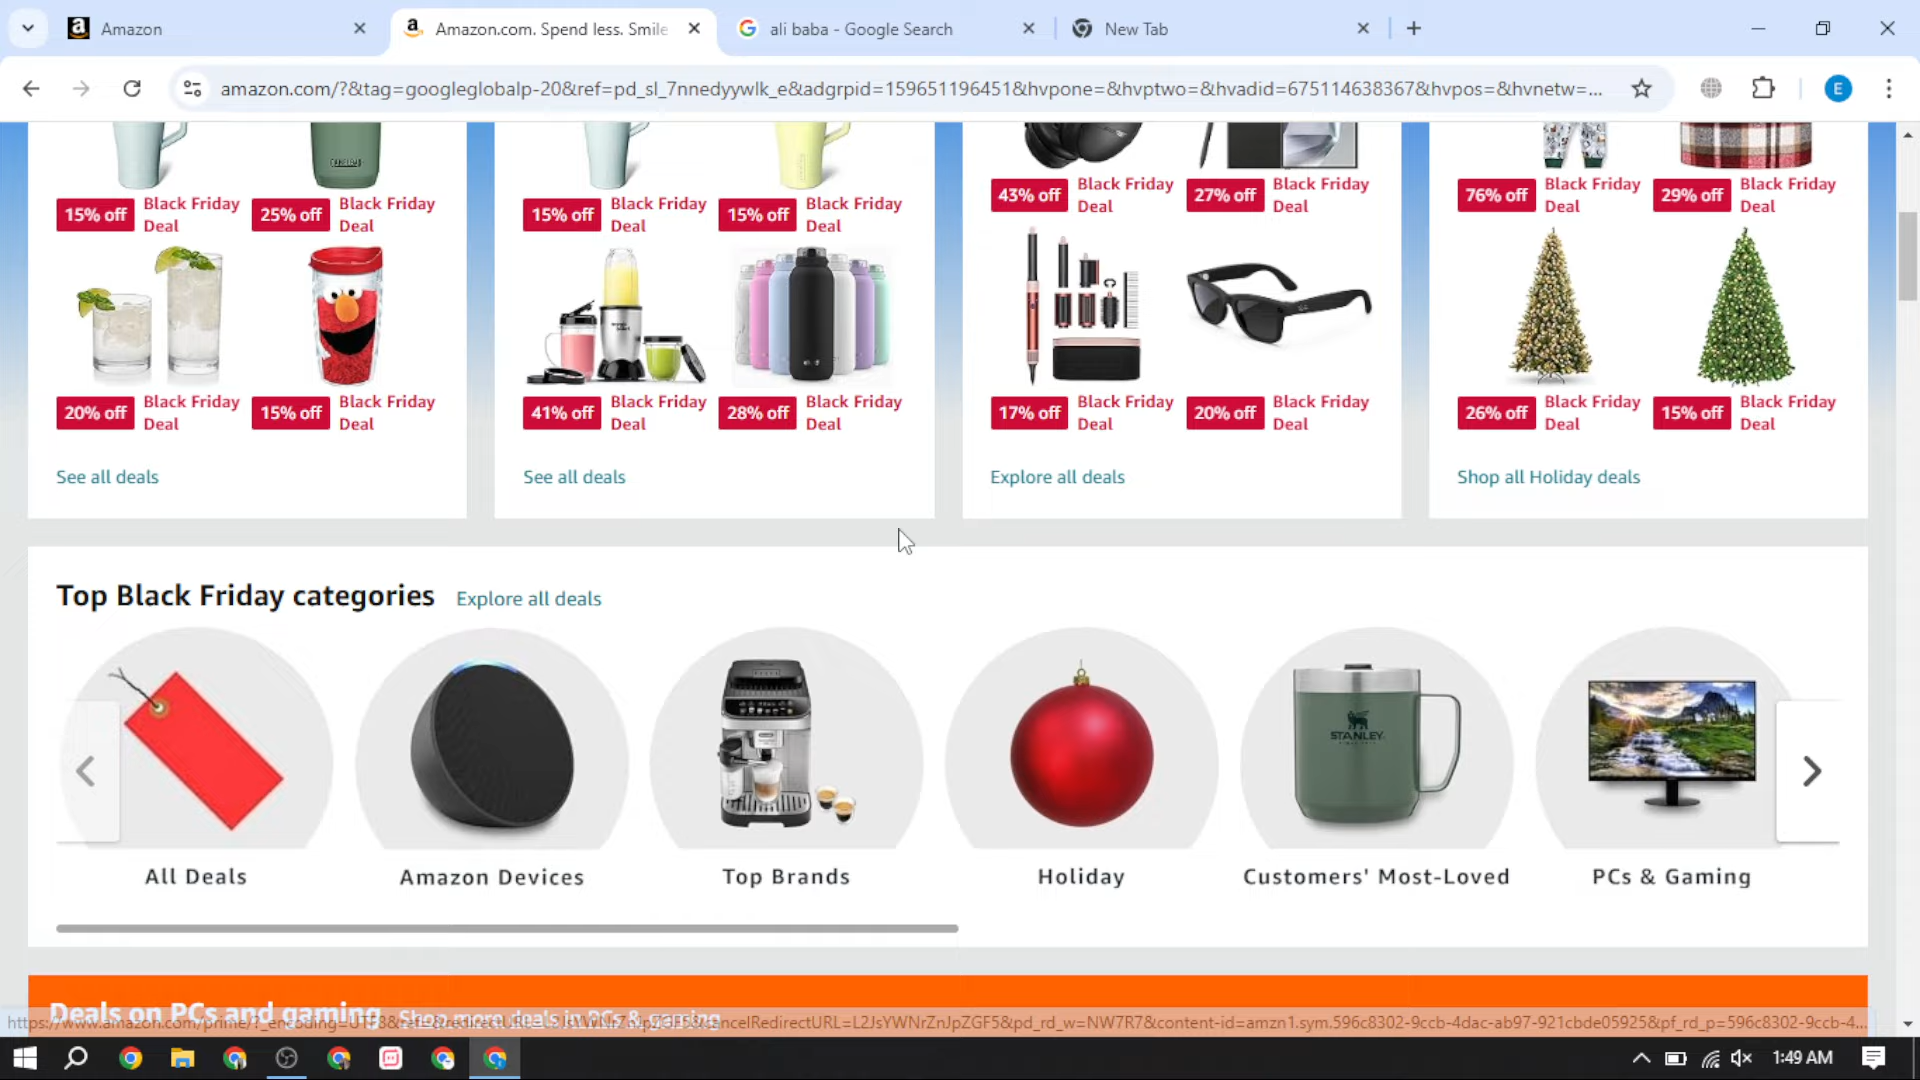 Amazon
Amazon.com. Spend less. Smile
ali baba - Google Search
New Tab
amazon.com/?&tag=googleglobalp-20&ref=pd_sl_7nnedyywlk_e&adgrpid=159651196451&hvpone=&hvptwo=&hvadid=675114638367&hvpos=&hvnetw=...
E
CAMELBAK
15% off Black Friday Deal 25% off Black Friday Deal
15% off Black Friday Deal 15% off Black Friday Deal
43% off Black Friday Deal 27% off Black Friday Deal
76% off Black Friday Deal 29% off Black Friday Deal
20% off Black Friday Deal 15% off Black Friday Deal
41% off Black Friday Deal 28% off Black Friday Deal
17% off Black Friday Deal 20% off Black Friday Deal
26% off Black Friday Deal 15% off Black Friday Deal
See all deals
See all deals
Explore all deals
Shop all Holiday deals
Top Black Friday categories Explore all deals
STANLEY
All Deals
Amazon Devices
Top Brands
Holiday
Customers' Most-Loved
PCs & Gaming
Deals on PCs and gaming Shop more deals in PCs & gaming
1:49 AM